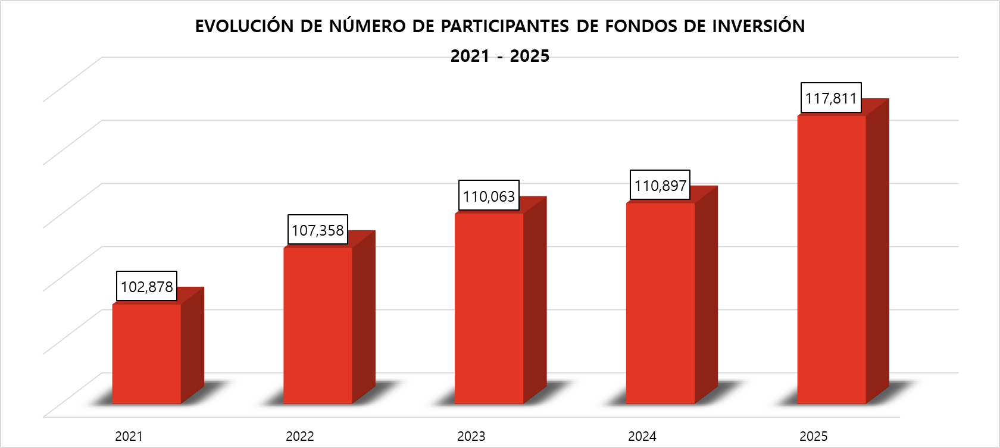 EVOLUCIÓN DE NÚMERO DE PARTICIPANTES DE FONDOS DE INVERSIÓN
2021 - 2025
117,811
110,897
110,063
107,358
102,878
2021 2022 2023 2024 2025